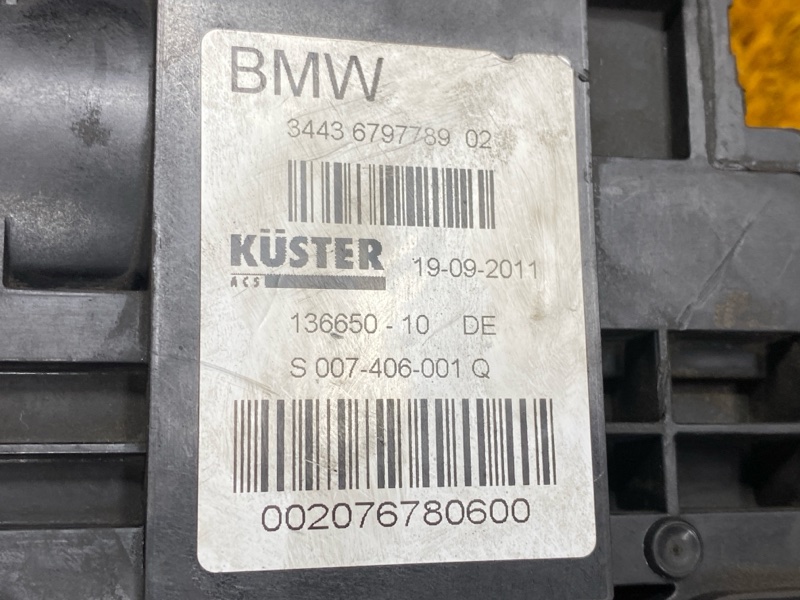 BMW
3443 6797789 02
KÜSTER 19-09-2011
ACS
136650 - 10 DE
S 007-406-001 Q
002076780600